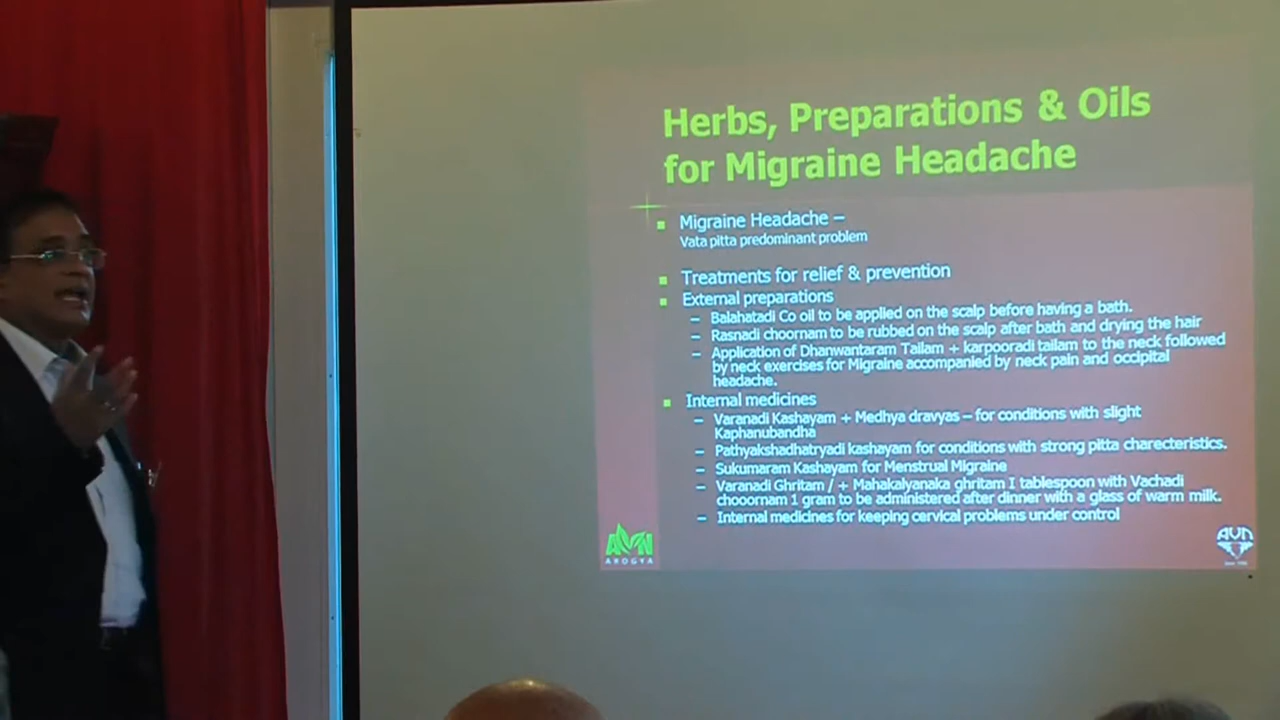 Herbs, Preparations & Oils
for Migraine Headache
Migraine Headache –
Vata pitta predominant problem
Treatments for relief & prevention
External preparations
– Balahatadi Co oil to be applied on the scalp before having a bath.
– Rasnadi choornam to be rubbed on the scalp after bath and drying the hair
– Application of Dhanwantaram Tailam + karpooradi tailam to the neck followed
by neck exercises for Migraine accompanied by neck pain and occipital
headache.
Internal medicines
– Varanadi Kashayam + Medhya dravyas – for conditions with slight
Kaphanubandha
– Pathyakshadhatryadi kashayam for conditions with strong pitta charecteristics.
– Sukumaram Kashayam for Menstrual Migraine
– Varanadi Ghritam / + Mahakalyanaka ghritam I tablespoon with Vachadi
chooornam 1 gram to be administered after dinner with a glass of warm milk.
– Internal medicines for keeping cervical problems under control
AVN
AROGYA
AVN